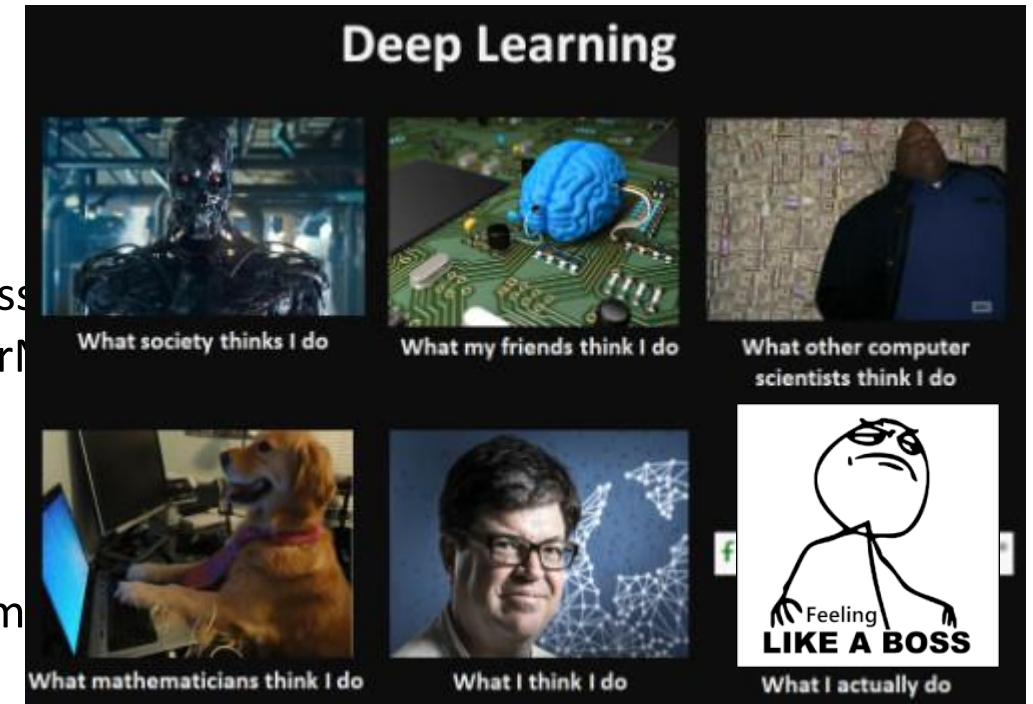 Deep Learning
What society thinks I do
What my friends think I do
What other computer
scientists think I do
Feeling
LIKE A BOSS
What mathematicians think I do
What I think I do
What I actually do